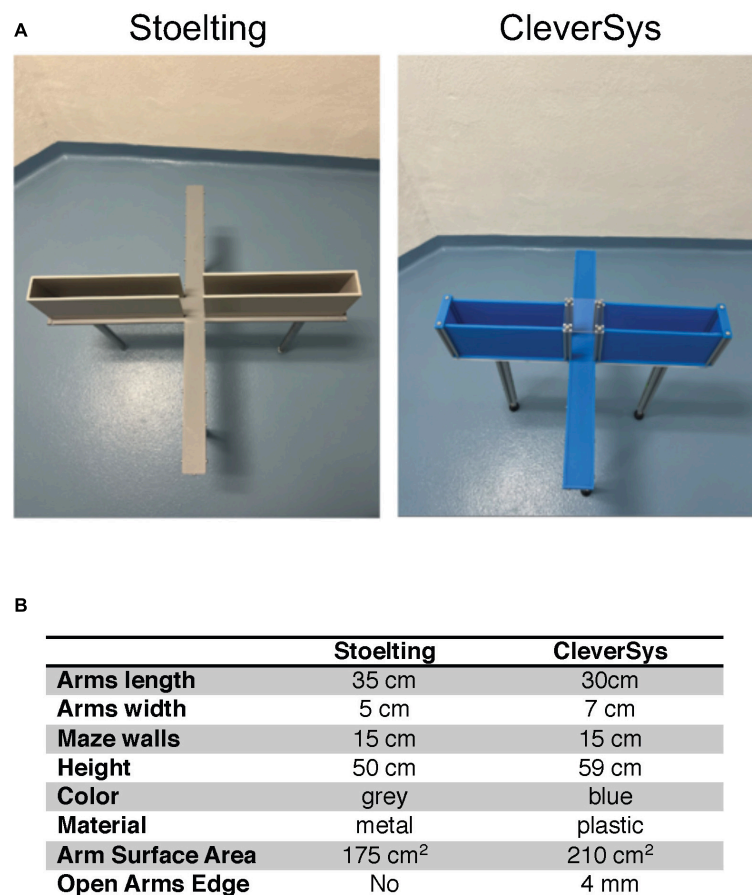 A
Stoelting CleverSys
B
Stoelting CleverSys
Arms length 35 cm 30cm
Arms width 5 cm 7 cm
Maze walls 15 cm 15 cm
Height 50 cm 59 cm
Color grey blue
Material metal plastic
Arm Surface Area 175 cm² 210 cm²
Open Arms Edge No 4 mm